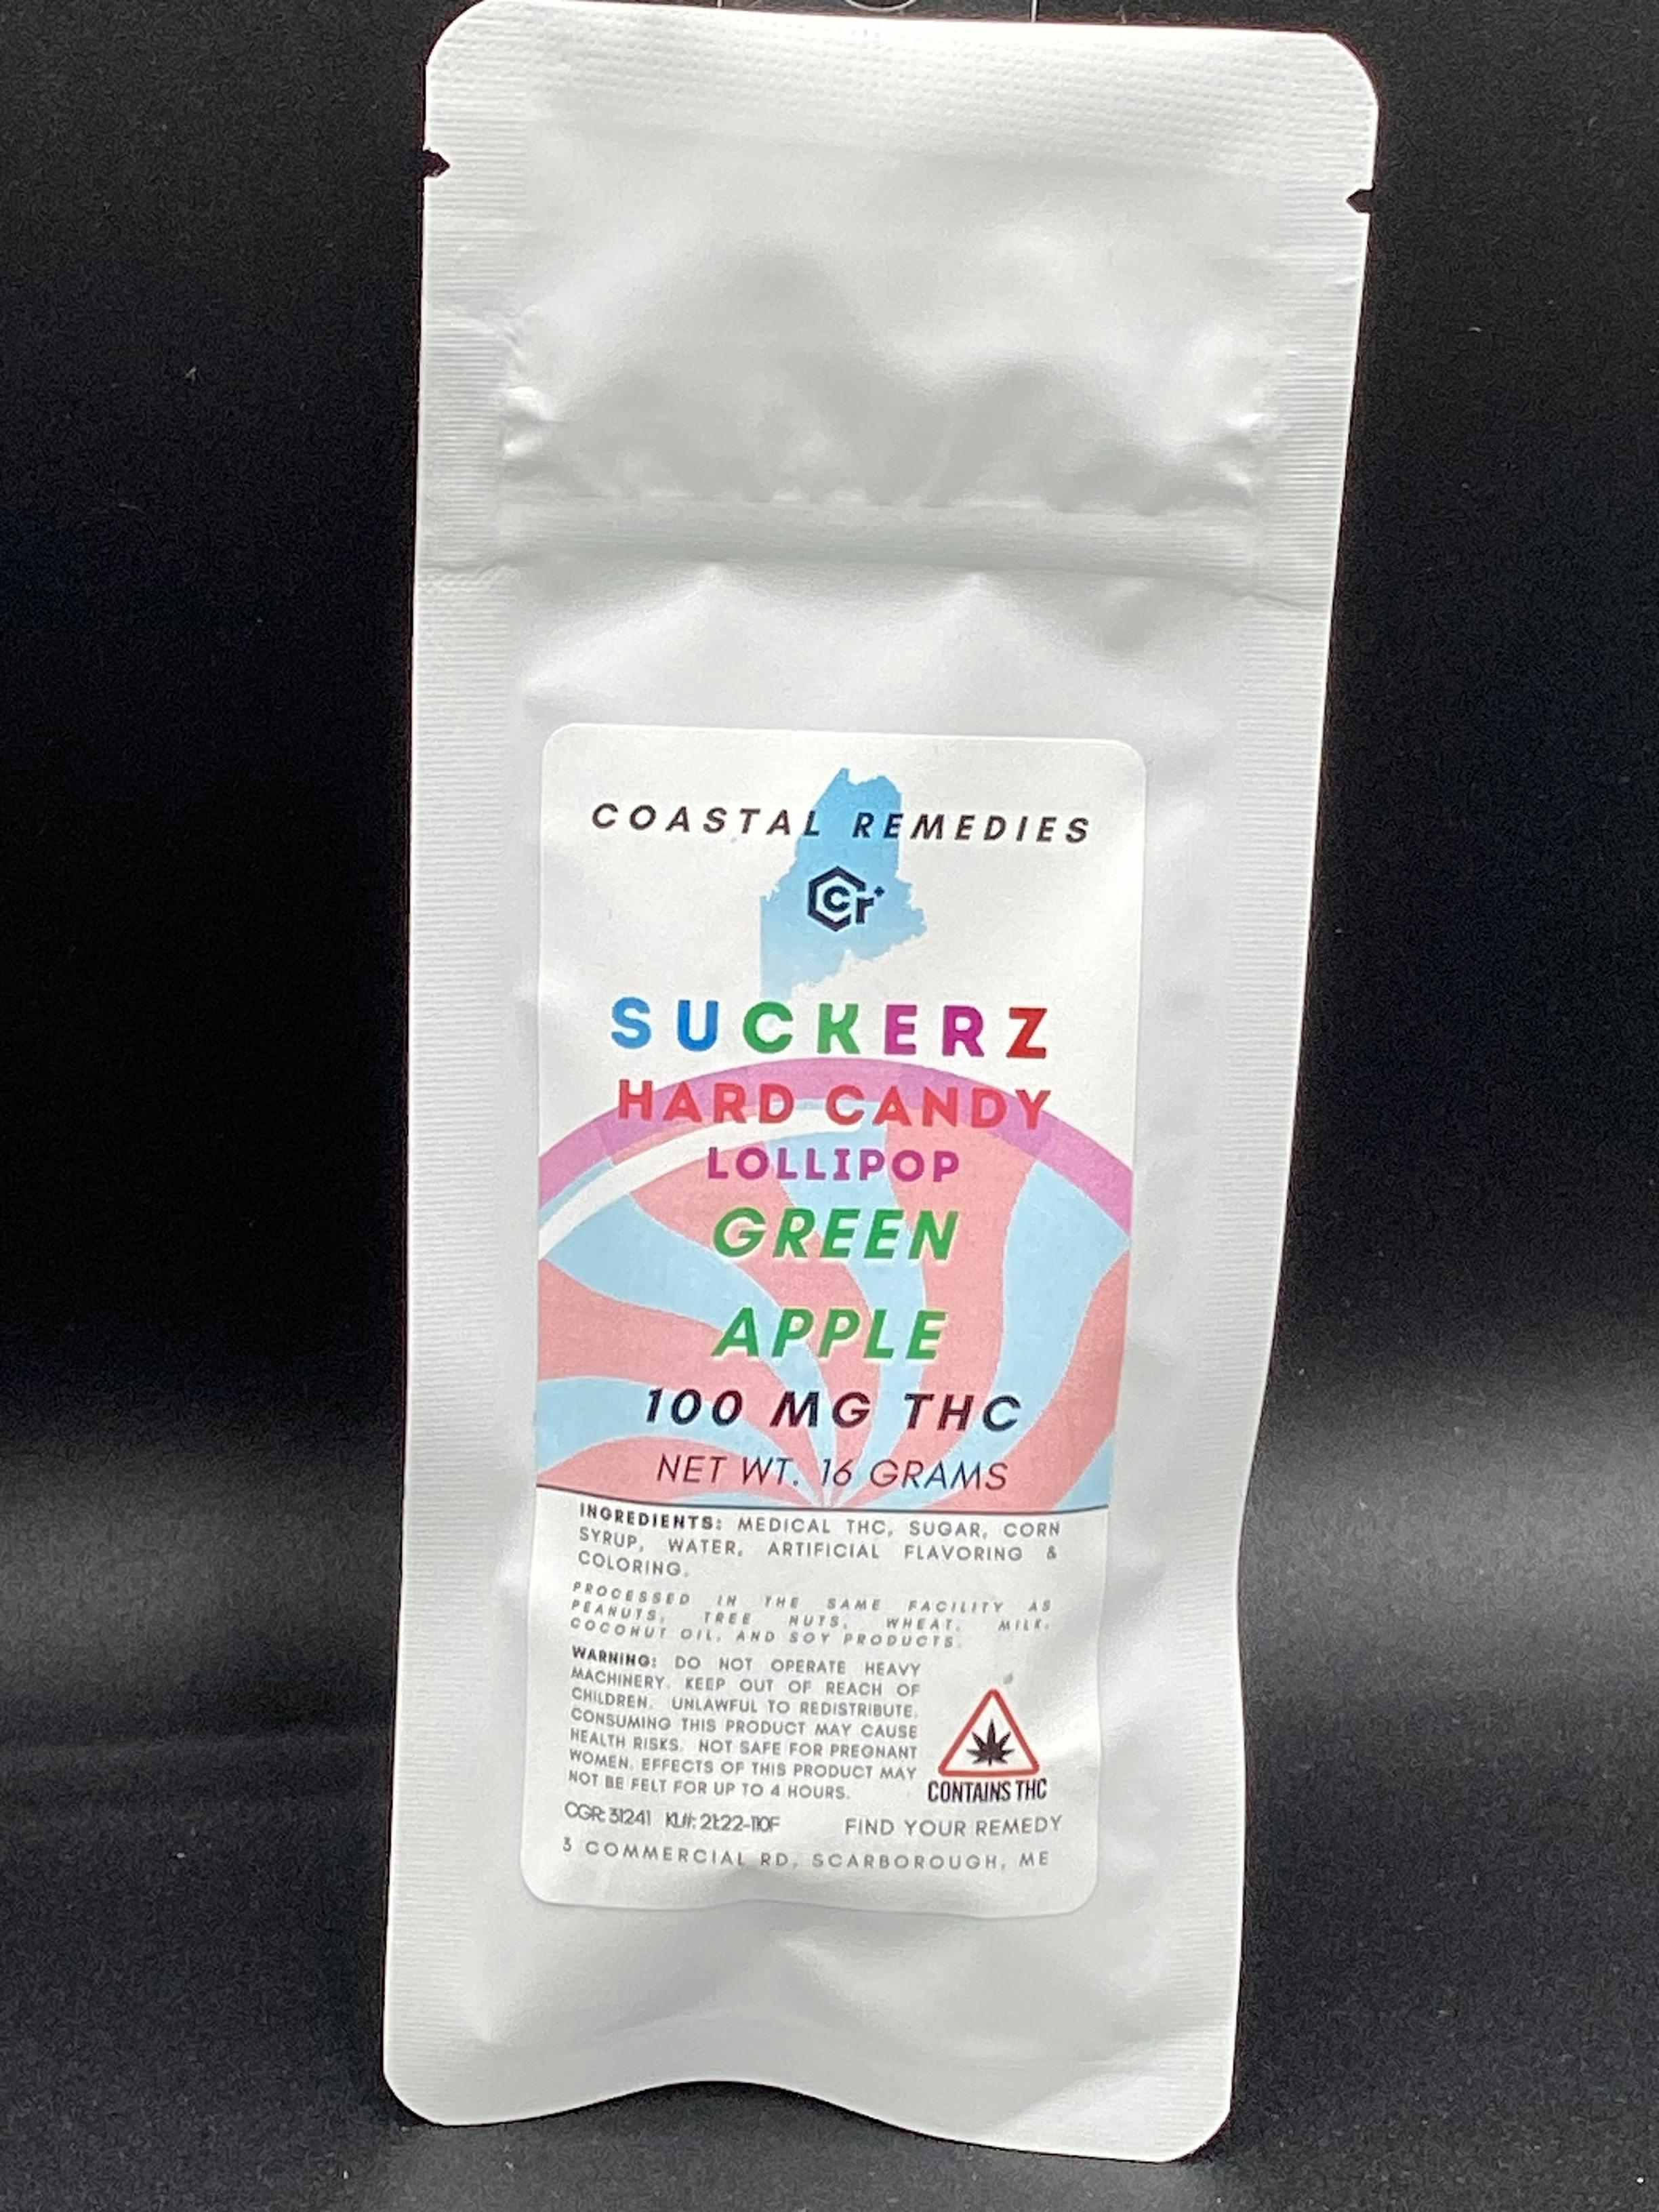 COASTAL REMEDIES
Cr+
SUCKERZ
HARD CANDY
LOLLIPOP
GREEN
APPLE
100 MG THC
NET WT. 16 GRAMS
INGREDIENTS: MEDICAL THC, SUGAR, CORN
SYRUP, WATER, ARTIFICIAL FLAVORING &
COLORING.
PROCESSED IN THE SAME FACILITY AS
PEANUTS, TREE NUTS, WHEAT, MILK,
COCONUT OIL, AND SOY PRODUCTS.
WARNING: DO NOT OPERATE HEAVY
MACHINERY. KEEP OUT OF REACH OF
CHILDREN. UNLAWFUL TO REDISTRIBUTE.
CONSUMING THIS PRODUCT MAY CAUSE
HEALTH RISKS. NOT SAFE FOR PREGNANT
WOMEN. EFFECTS OF THIS PRODUCT MAY
NOT BE FELT FOR UP TO 4 HOURS.
CONTAINS THC
CGR: 31241 KL#: 21:22-110F FIND YOUR REMEDY
3 COMMERCIAL RD, SCARBOROUGH, ME